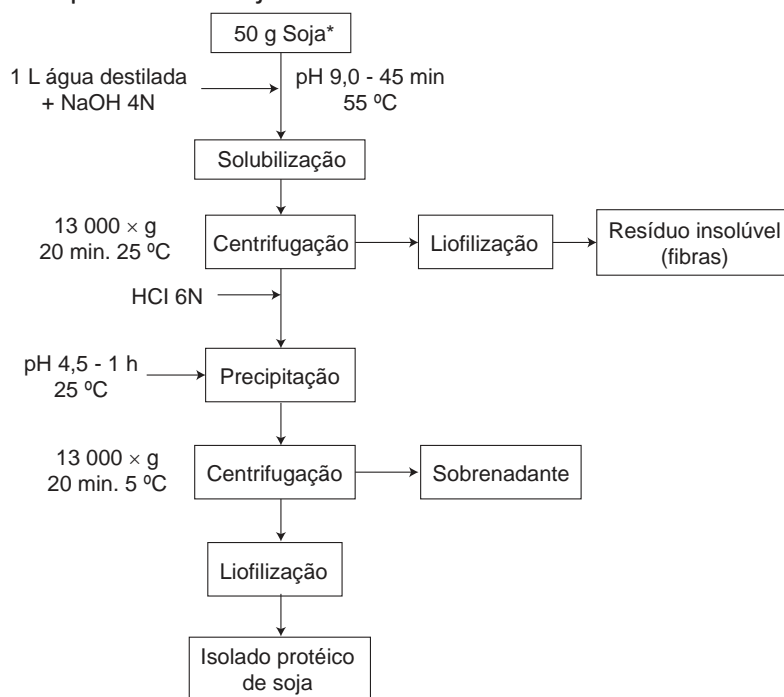 50 g Soja*
1 L água destilada
+ NaOH 4N
pH 9,0 - 45 min
55 ºC
Solubilização
13 000 × g
20 min. 25 ºC
Centrifugação
Liofilização
Resíduo insolúvel
(fibras)
HCl 6N
pH 4,5 - 1 h
25 ºC
Precipitação
13 000 × g
20 min. 5 ºC
Centrifugação
Sobrenadante
Liofilização
Isolado protéico
de soja